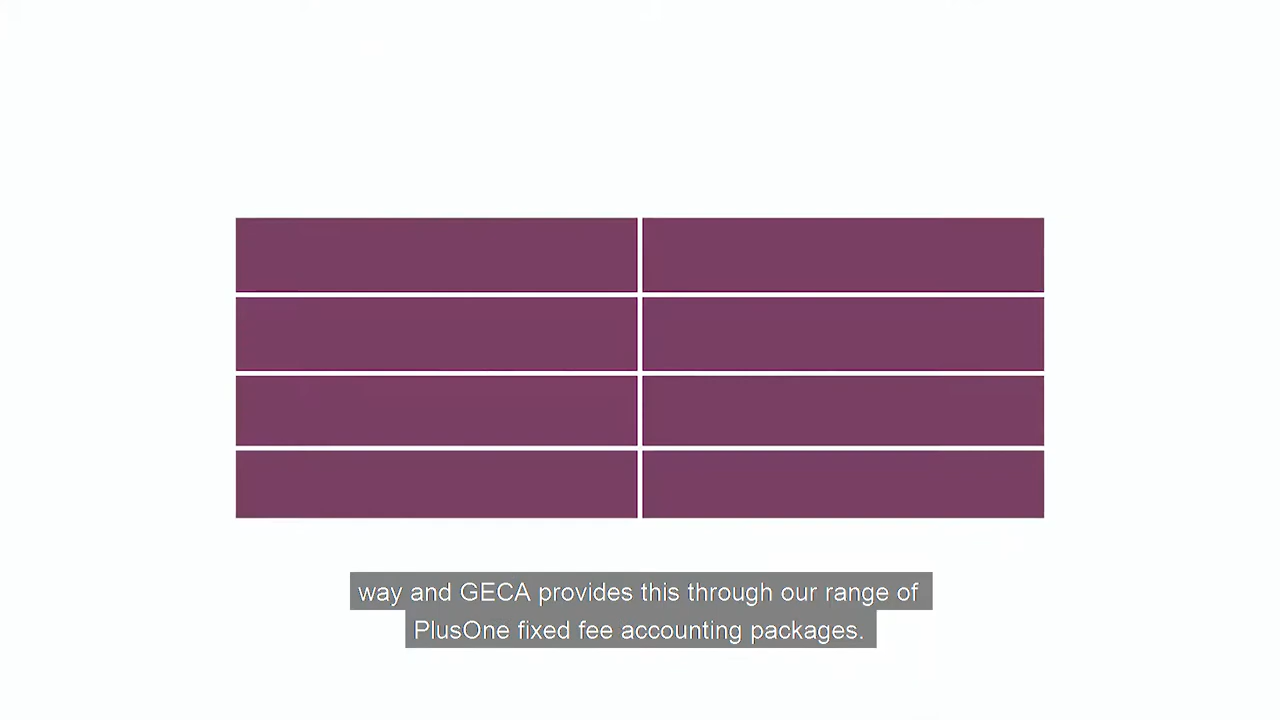 way and GECA provides this through our range of
PlusOne fixed fee accounting packages.